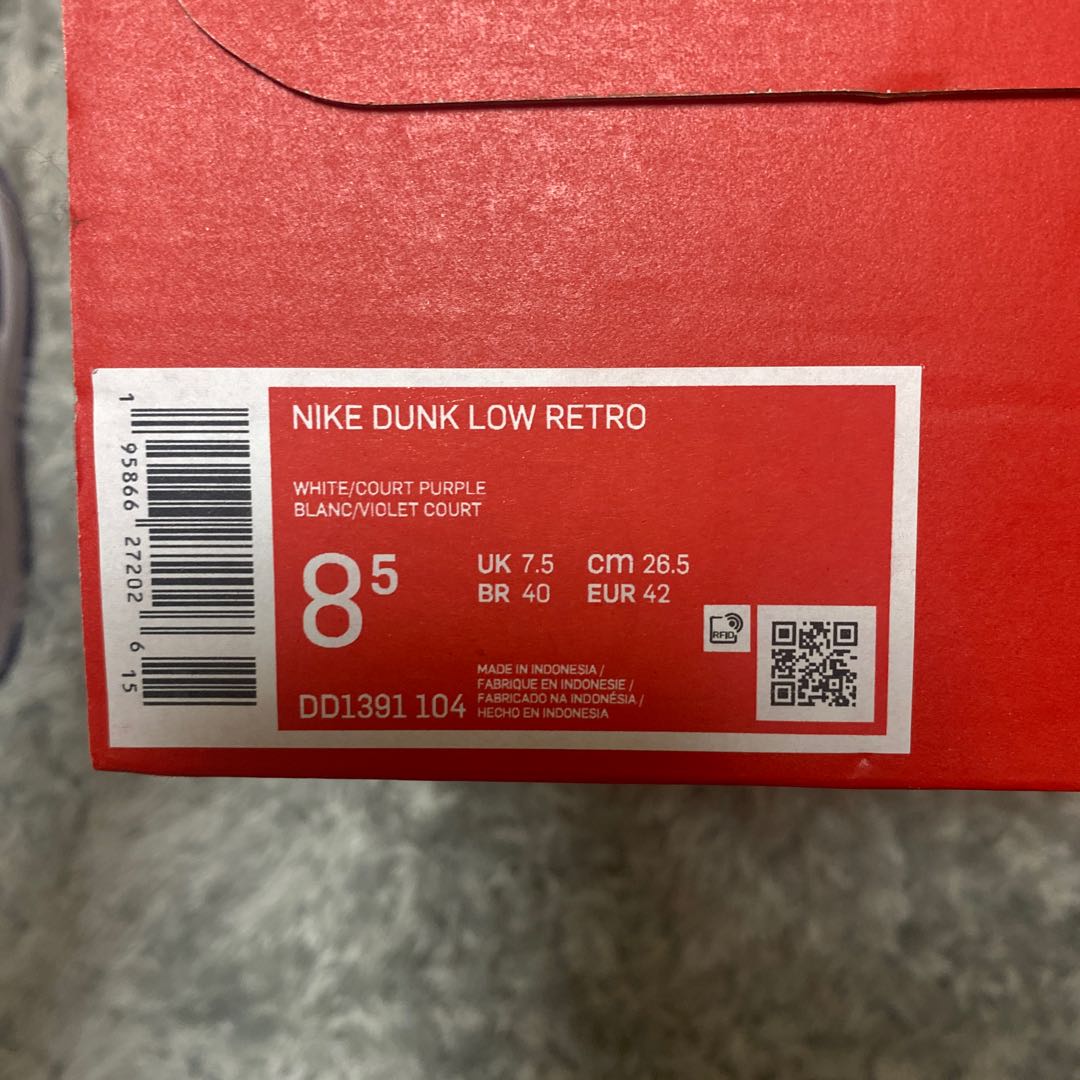 NIKE DUNK LOW RETRO
WHITE/COURT PURPLE
BLANC/VIOLET COURT
8 5
UK 7.5 cm 26.5
BR 40 EUR 42
RFID
MADE IN INDONESIA /
FABRIQUE EN INDONESIE /
FABRICADO NA INDONÉSIA /
HECHO EN INDONESIA
DD1391 104
1 95866 27202 6 15